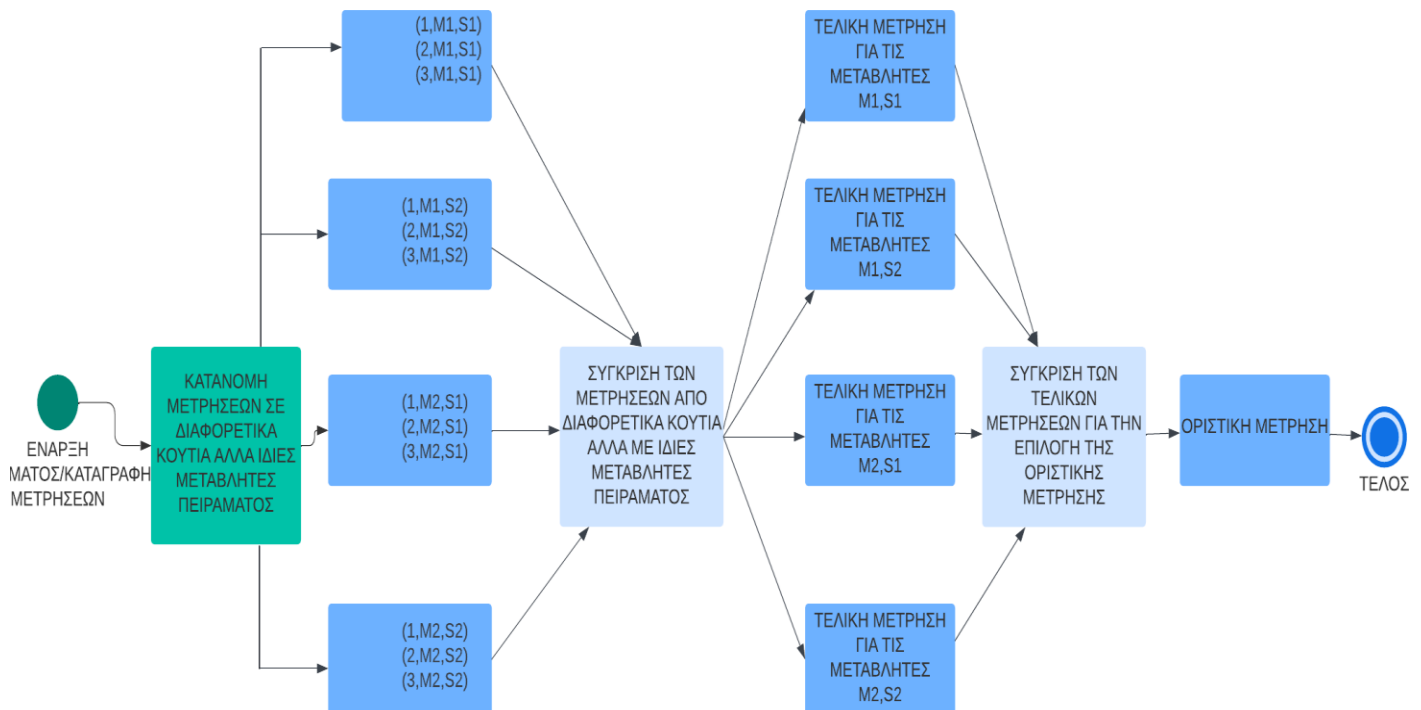 ΕΝΑΡΞΗ
ΜΑΤΟΣ/ΚΑΤΑΓΡΑΦΗ
ΜΕΤΡΗΣΕΩΝ
ΚΑΤΑΝΟΜΗ
ΜΕΤΡΗΣΕΩΝ ΣΕ
ΔΙΑΦΟΡΕΤΙΚΑ
ΚΟΥΤΙΑ ΑΛΛΑ ΙΔΙΕΣ
ΜΕΤΑΒΛΗΤΕΣ
ΠΕΙΡΑΜΑΤΟΣ
(1,M1,S1)
(2,M1,S1)
(3,M1,S1)
(1,M1,S2)
(2,M1,S2)
(3,M1,S2)
(1,M2,S1)
(2,M2,S1)
(3,M2,S1)
(1,M2,S2)
(2,M2,S2)
(3,M2,S2)
ΣΥΓΚΡΙΣΗ ΤΩΝ
ΜΕΤΡΗΣΕΩΝ ΑΠΟ
ΔΙΑΦΟΡΕΤΙΚΑ ΚΟΥΤΙΑ
ΑΛΛΑ ΜΕ ΙΔΙΕΣ
ΜΕΤΑΒΛΗΤΕΣ
ΠΕΙΡΑΜΑΤΟΣ
ΤΕΛΙΚΗ ΜΕΤΡΗΣΗ
ΓΙΑ ΤΙΣ
ΜΕΤΑΒΛΗΤΕΣ
M1,S1
ΤΕΛΙΚΗ ΜΕΤΡΗΣΗ
ΓΙΑ ΤΙΣ
ΜΕΤΑΒΛΗΤΕΣ
M1,S2
ΤΕΛΙΚΗ ΜΕΤΡΗΣΗ
ΓΙΑ ΤΙΣ
ΜΕΤΑΒΛΗΤΕΣ
M2,S1
ΤΕΛΙΚΗ ΜΕΤΡΗΣΗ
ΓΙΑ ΤΙΣ
ΜΕΤΑΒΛΗΤΕΣ
M2,S2
ΣΥΓΚΡΙΣΗ ΤΩΝ
ΤΕΛΙΚΩΝ
ΜΕΤΡΗΣΕΩΝ ΓΙΑ ΤΗΝ
ΕΠΙΛΟΓΗ ΤΗΣ
ΟΡΙΣΤΙΚΗΣ
ΜΕΤΡΗΣΗΣ
ΟΡΙΣΤΙΚΗ ΜΕΤΡΗΣΗ
ΤΕΛΟΣ